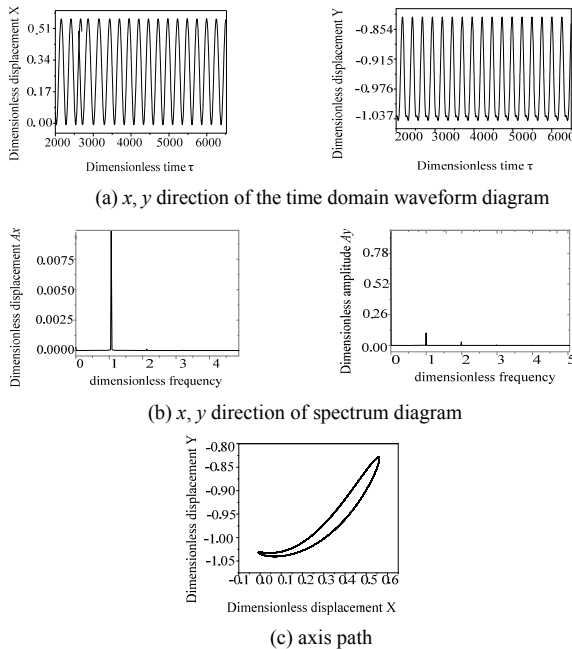 Dimensionless displacement X
0.51
0.34
0.17
0.00
2000 3000 4000 5000 6000
Dimensionless time τ
Dimensionless displacement Y
-0.854
-0.915
-0.976
-1.037
2000 3000 4000 5000 6000
Dimensionless time τ
(a) x, y direction of the time domain waveform diagram
Dimensionless displacement Ax
0.0075
0.0050
0.0025
0.0000
0 1 2 3 4
dimensionless frequency
Dimensionless amplitude Ay
0.78
0.52
0.26
0.00
0 1 2 3 4 5
dimensionless frequency
(b) x, y direction of spectrum diagram
Dimensionless displacement Y
-0.80
-0.85
-0.90
-0.95
-1.00
-1.05
-0.1 0.0 0.1 0.2 0.3 0.4 0.5 0.6
Dimensionless displacement X
(c) axis path